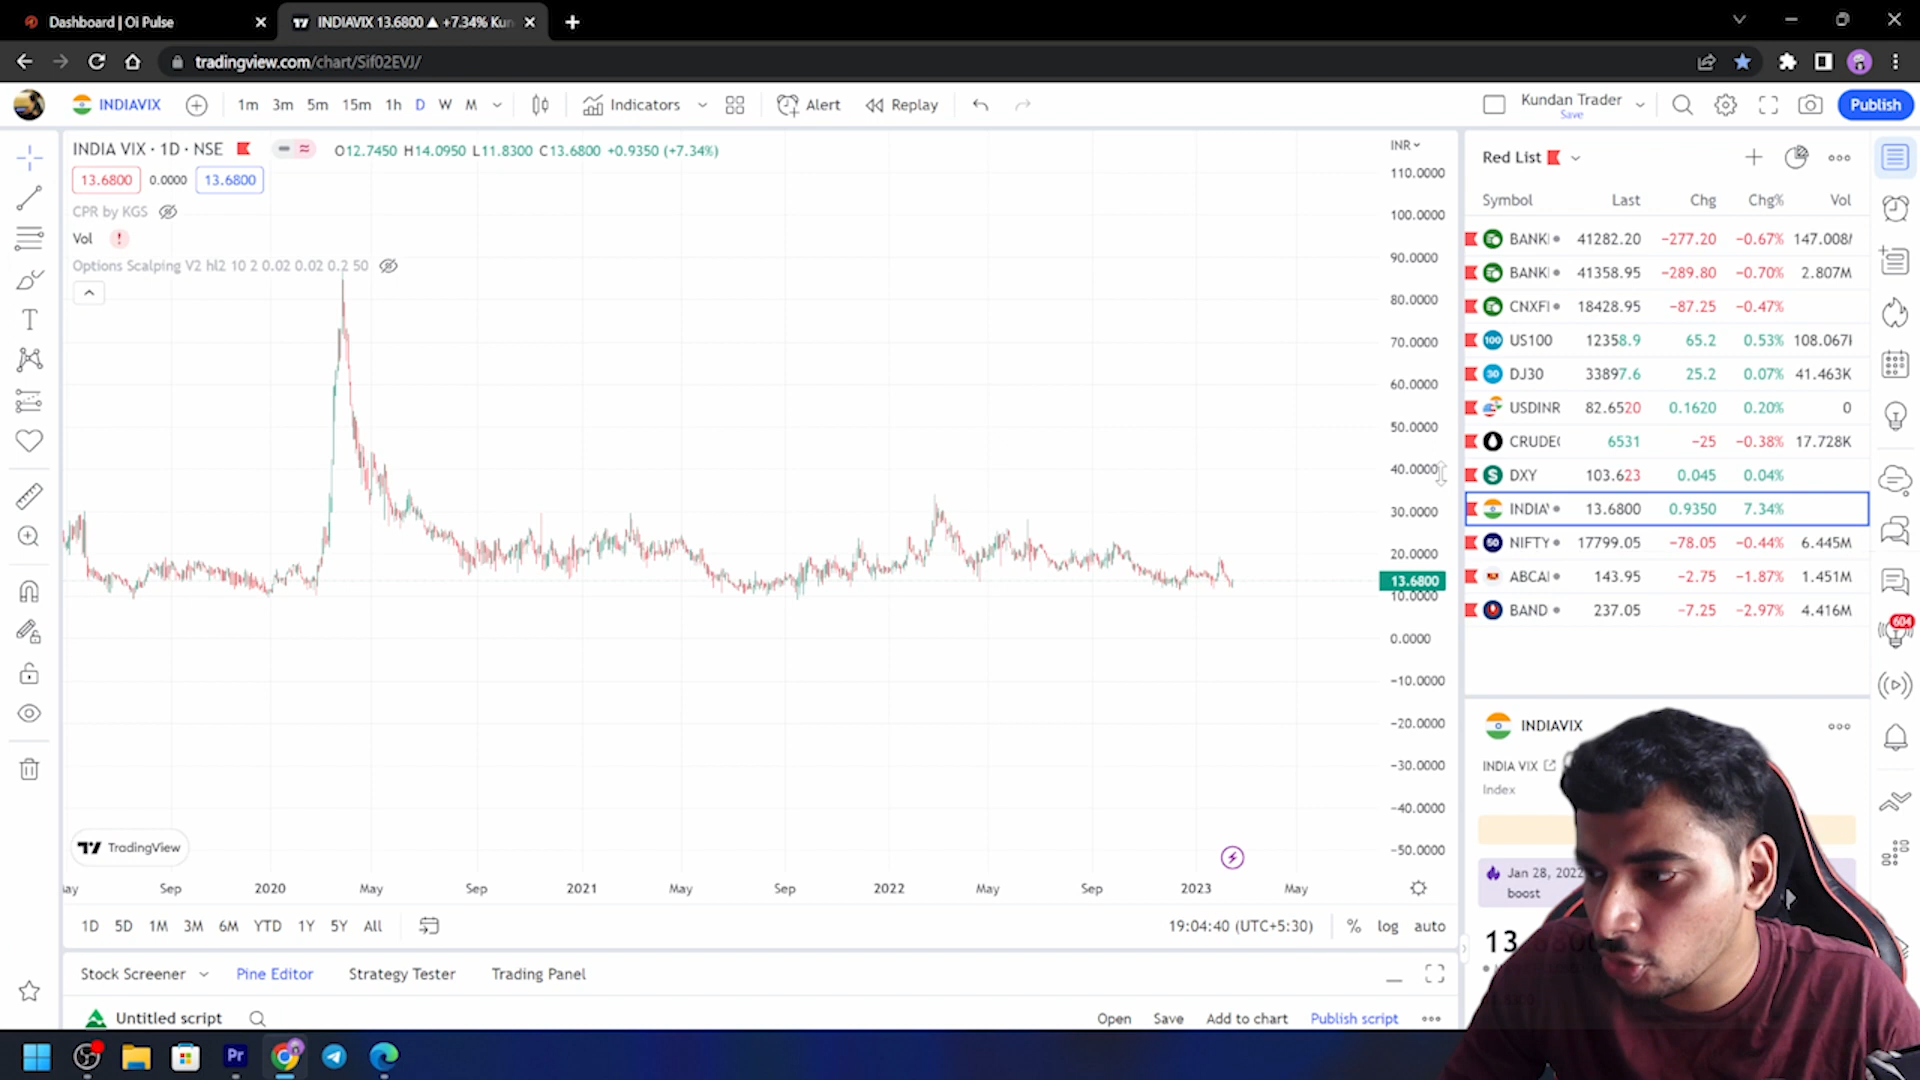 Dashboard | Oi Pulse
INDIAVIX 13.6800 ▲ +7.34% Kun
tradingview.com/chart/Sif02EVJ/
INDIAVIX
1m 3m 5m 15m 1h D W M
Indicators
Alert
Replay
Kundan Trader
Save
Publish
INDIA VIX · 1D · NSE
O12.7450 H14.0950 L11.8300 C13.6800 +0.9350 (+7.34%)
13.6800 0.0000 13.6800
CPR by KGS
Vol
Options Scalping V2 hl2 10 2 0.02 0.02 0.2 50
INR
110.0000
100.0000
90.0000
80.0000
70.0000
60.0000
50.0000
40.0000
30.0000
20.0000
13.6800
10.0000
0.0000
−10.0000
−20.0000
−30.0000
−40.0000
−50.0000
TradingView
Sep 2020 May Sep 2021 May Sep 2022 May Sep 2023 May
1D 5D 1M 3M 6M YTD 1Y 5Y All
19:04:40 (UTC+5:30) % log auto
Stock Screener Pine Editor Strategy Tester Trading Panel
Untitled script
Open Save Add to chart Publish script
Red List
Symbol Last Chg Chg% Vol
BANK 41282.20 −277.20 −0.67% 147.008
BANK 41358.95 −289.80 −0.70% 2.807M
CNXFI 18428.95 −87.25 −0.47%
100 US100 12358.9 65.2 0.53% 108.067
30 DJ30 33897.6 25.2 0.07% 41.463K
USDINR 82.6520 0.1620 0.20% 0
CRUDE 6531 −25 −0.38% 17.728K
DXY 103.623 0.045 0.04%
INDIA 13.6800 0.9350 7.34%
50 NIFTY 17799.05 −78.05 −0.44% 6.445M
ABCA 143.95 −2.75 −1.87% 1.451M
BAND 237.05 −7.25 −2.97% 4.416M
604
INDIAVIX
INDIA VIX
Index
Jan 28, 2022
boost
13
Pr